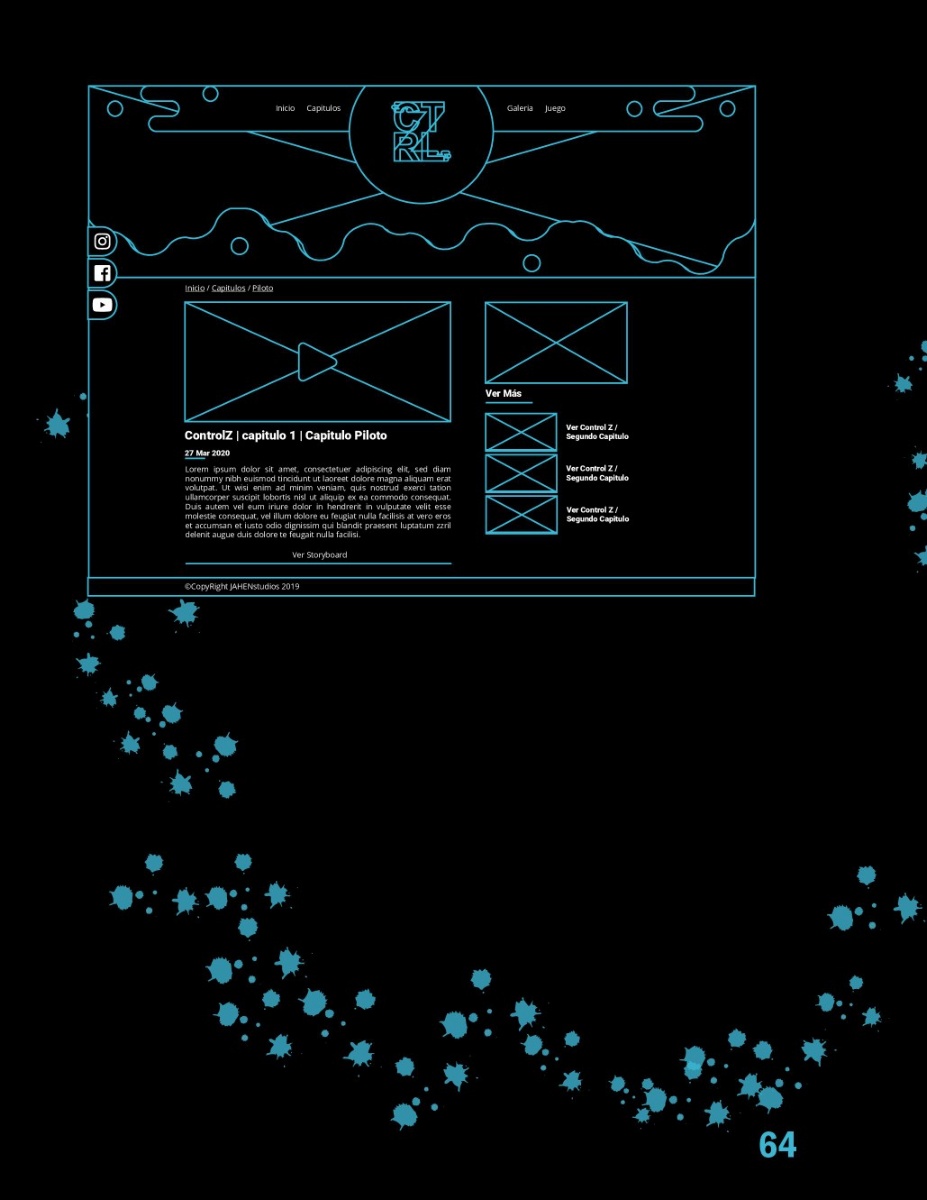 Inicio Capitulos
CT
RL.
Galeria Juego
Inicio / Capitulos / Piloto
ControlZ | capitulo 1 | Capitulo Piloto
27 Mar 2020
Lorem ipsum dolor sit amet, consectetuer adipiscing elit, sed diam
nonummy nibh euismod tincidunt ut laoreet dolore magna aliquam erat
volutpat. Ut wisi enim ad minim veniam, quis nostrud exerci tation
ullamcorper suscipit lobortis nisl ut aliquip ex ea commodo consequat.
Duis autem vel eum iriure dolor in hendrerit in vulputate velit esse
molestie consequat, vel illum dolore eu feugiat nulla facilisis at vero eros
et accumsan et iusto odio dignissim qui blandit praesent luptatum zzril
delenit augue duis dolore te feugait nulla facilisi.
Ver Storyboard
Ver Más
Ver Control Z /
Segundo Capitulo
Ver Control Z /
Segundo Capitulo
Ver Control Z /
Segundo Capitulo
©CopyRight JAHENstudios 2019
64